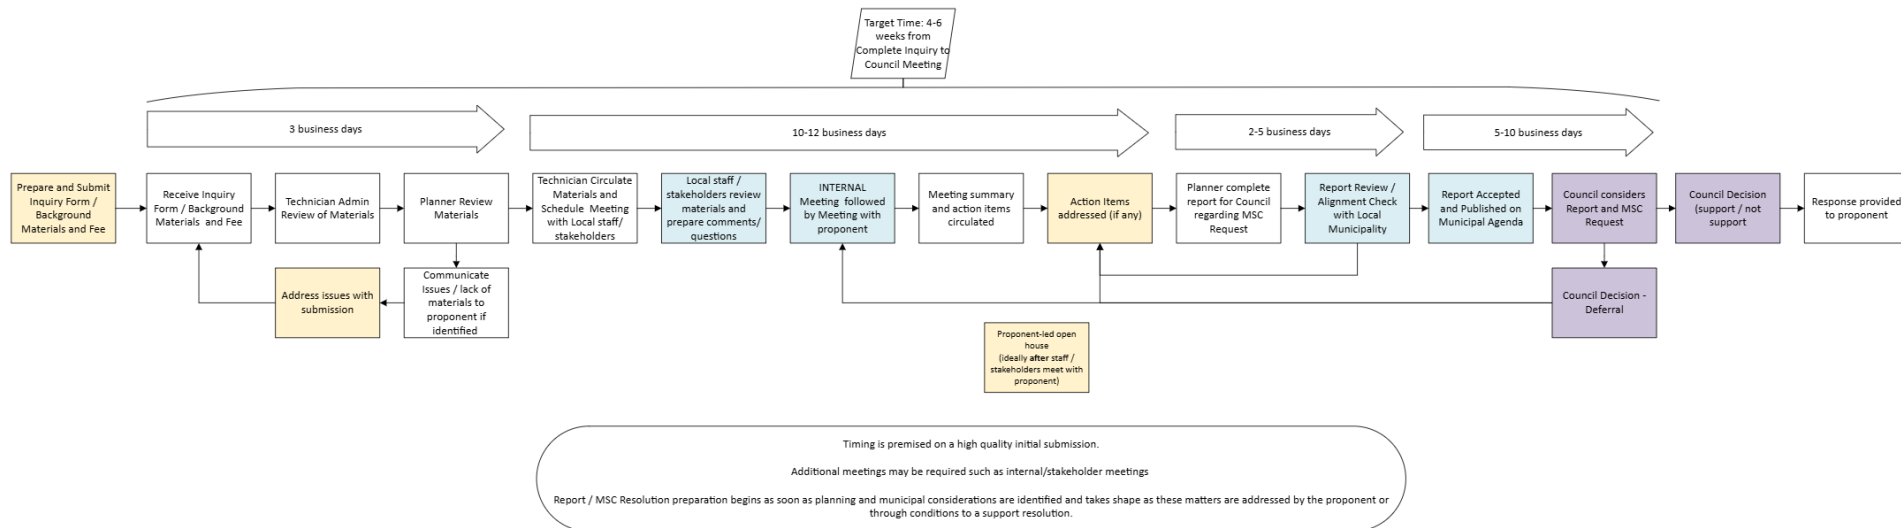 Target Time: 4-6
weeks from
Complete Inquiry to
Council Meeting
3 business days
10-12 business days
2-5 business days
5-10 business days
Prepare and Submit
Inquiry Form /
Background
Materials and Fee
Receive Inquiry
Form / Background
Materials and Fee
Technician Admin
Review of Materials
Planner Review
Materials
Technician Circulate
Materials and
Schedule Meeting
with Local staff/
stakeholders
Local staff /
stakeholders review
materials and
prepare comments/
questions
INTERNAL
Meeting followed
by Meeting with
proponent
Meeting summary
and action items
circulated
Action Items
addressed (if any)
Planner complete
report for Council
regarding MSC
Request
Report Review /
Alignment Check
with Local
Municipality
Report Accepted
and Published on
Municipal Agenda
Council considers
Report and MSC
Request
Council Decision
(support / not
support
Response provided
to proponent
Address issues with
submission
Communicate
Issues / lack of
materials to
proponent if
identified
Council Decision -
Deferral
Proponent-led open
house
(ideally after staff /
stakeholders meet with
proponent)
Timing is premised on a high quality initial submission.
Additional meetings may be required such as internal/stakeholder meetings
Report / MSC Resolution preparation begins as soon as planning and municipal considerations are identified and takes shape as these matters are addressed by the proponent or
through conditions to a support resolution.